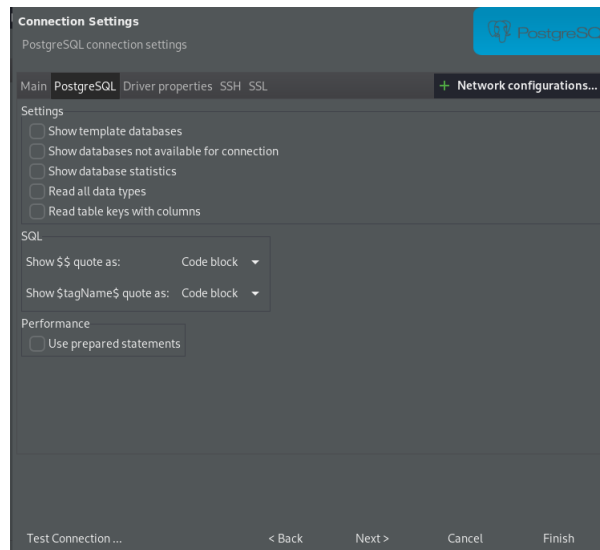 Connection Settings
PostgreSQL connection settings
PostgreSQ
Main PostgreSQL Driver properties SSH SSL + Network configurations...
Settings
Show template databases
Show databases not available for connection
Show database statistics
Read all data types
Read table keys with columns
SQL
Show $$ quote as: Code block
Show $tagName$ quote as: Code block
Performance
Use prepared statements
Test Connection ... < Back Next > Cancel Finish